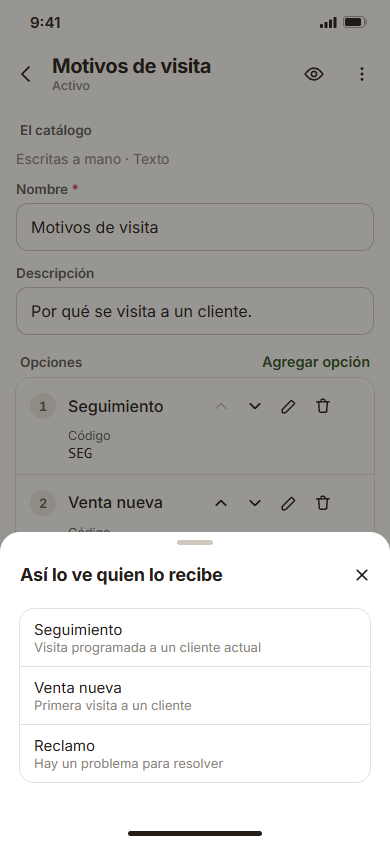 9:41
Motivos de visita
Activo
El catálogo
Escritas a mano · Texto
Nombre *
Motivos de visita
Descripción
Por qué se visita a un cliente.
Opciones
Agregar opción
1
Seguimiento
Código
SEG
2
Venta nueva
Código
Así lo ve quien lo recibe
Seguimiento
Visita programada a un cliente actual
Venta nueva
Primera visita a un cliente
Reclamo
Hay un problema para resolver